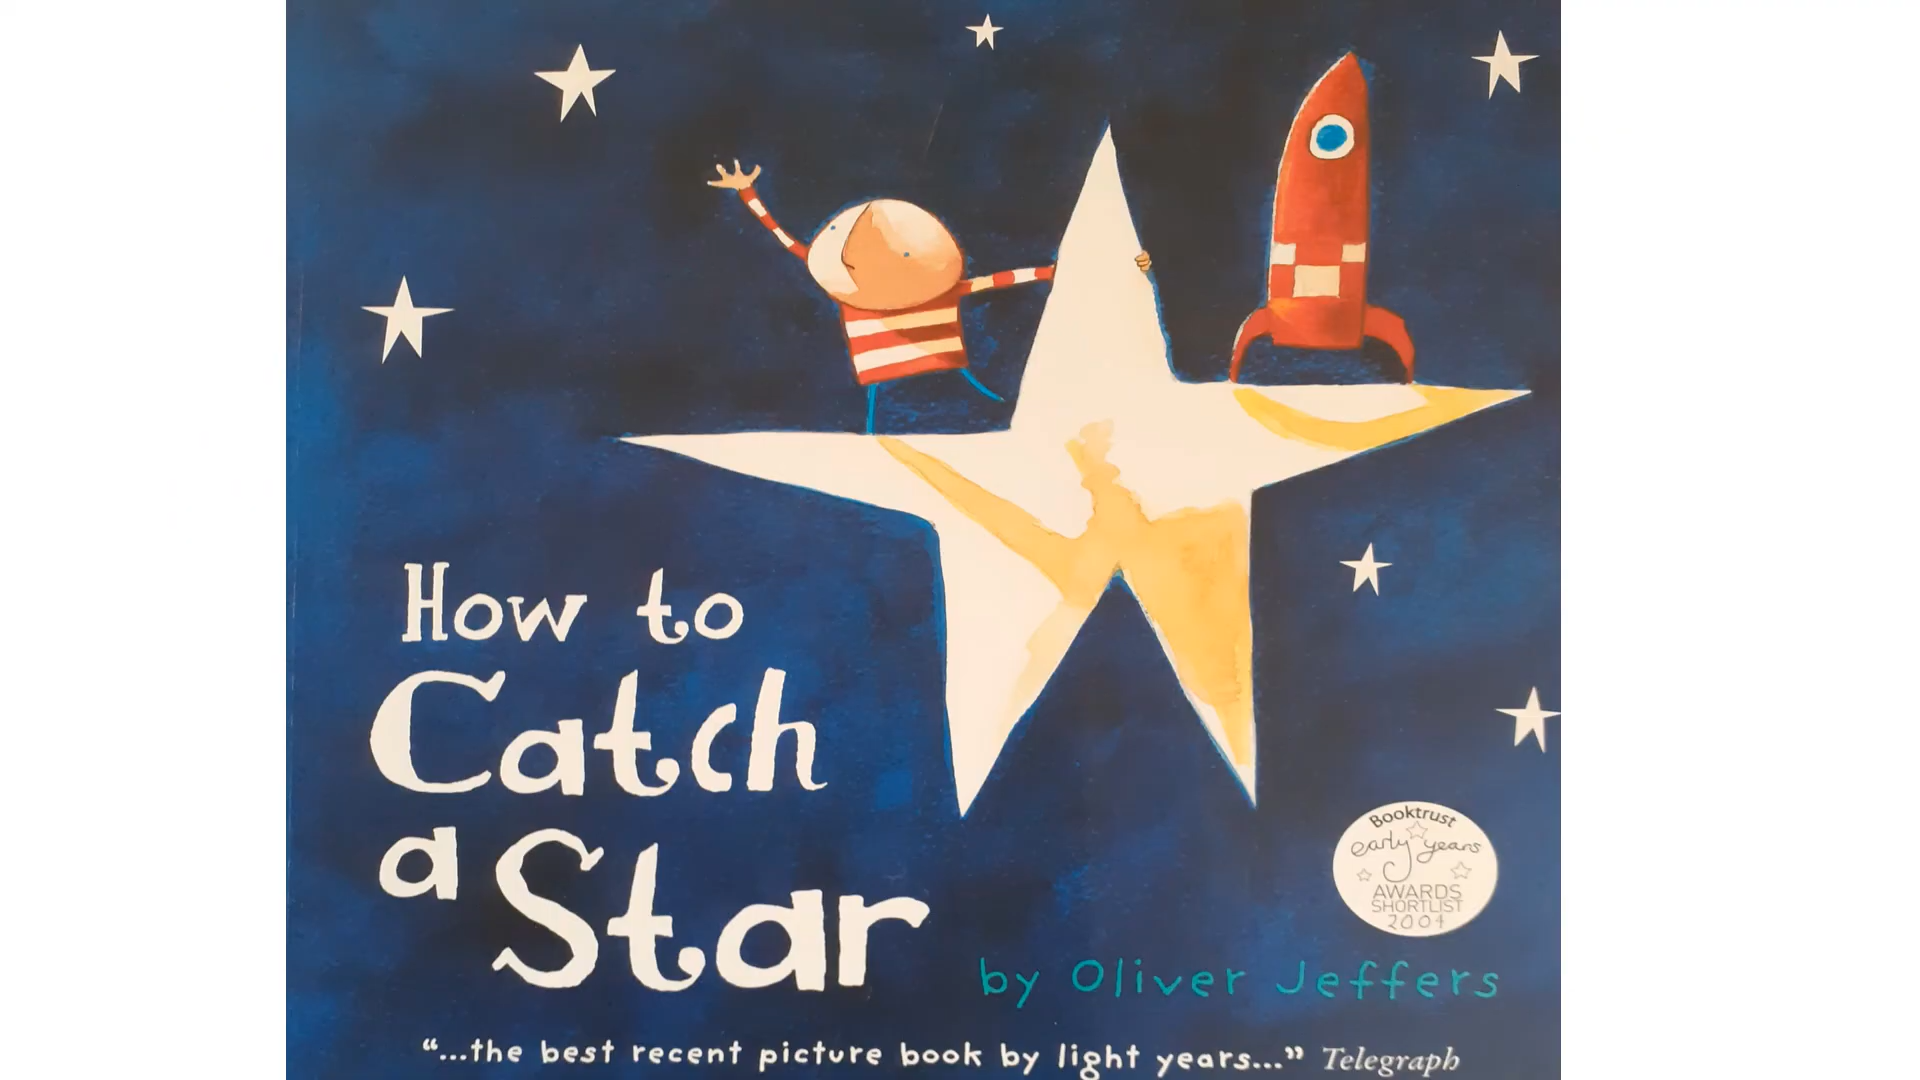 How to
Catch
a Star
Booktrust
early years
AWARDS
SHORTLIST
2004
by Oliver Jeffers
“...the best recent picture book by light years...” Telegraph